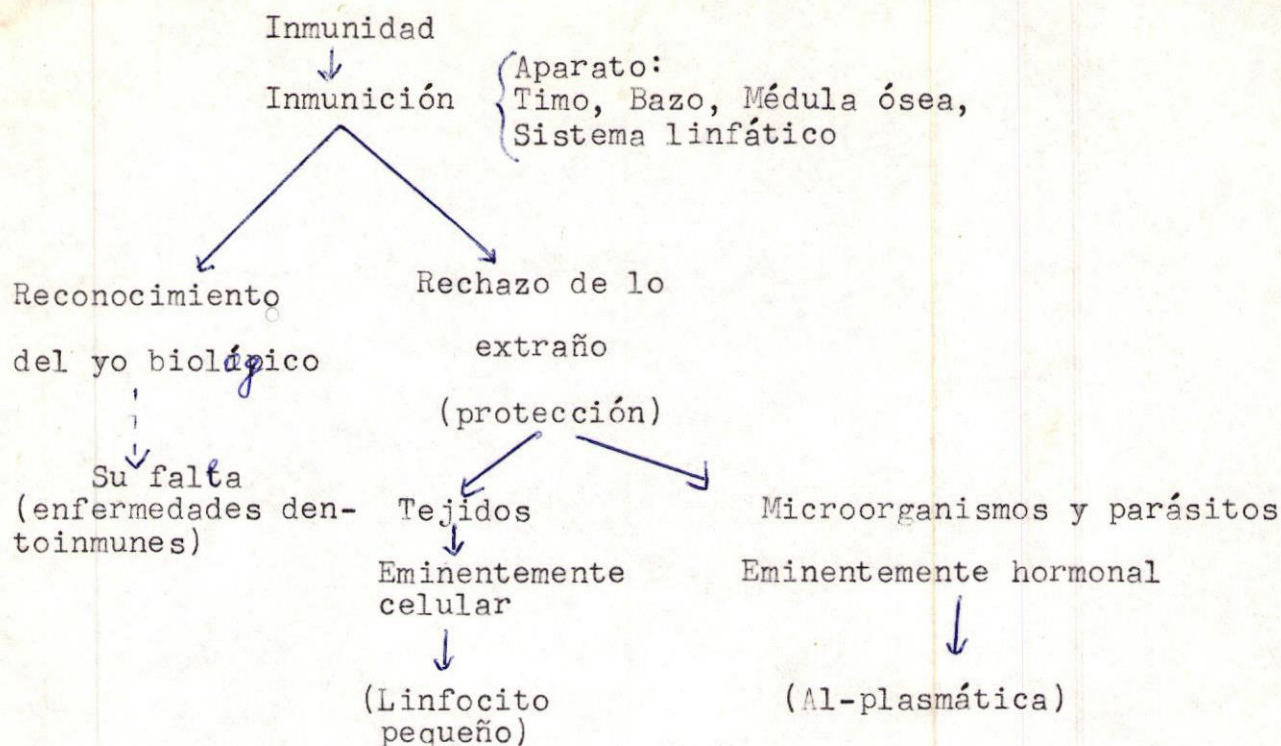 Inmunidad
Inmunición
Aparato:
Timo, Bazo, Médula ósea,
Sistema linfático
Reconocimiento
del yo biológico
Su falta
(enfermedades den-
toinmunes)
Rechazo de lo
extraño
(protección)
Tejidos
Eminentemente
celular
(Linfocito
pequeño)
Microorganismos y parásitos
Eminentemente hormonal
(Al-plasmática)